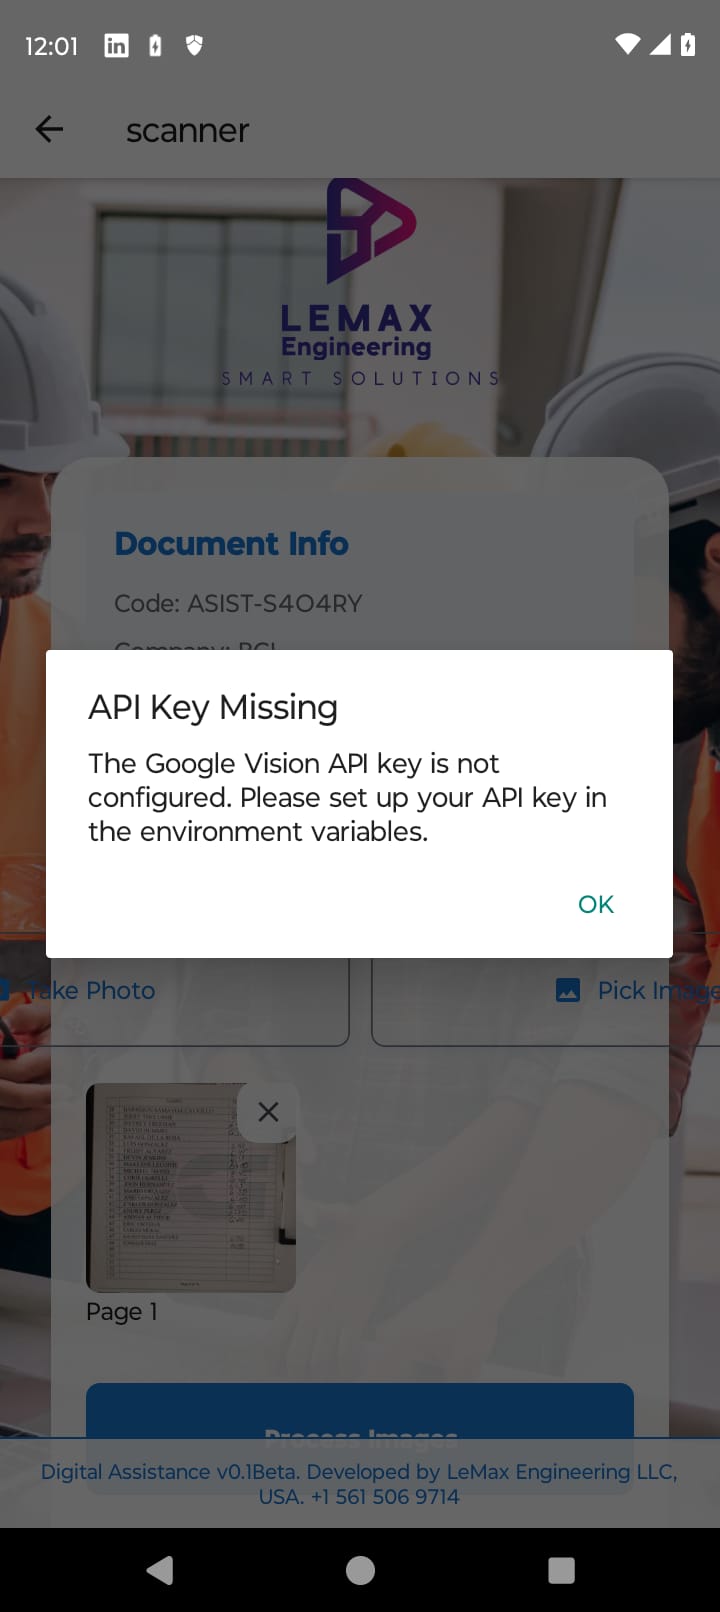 12:01
scanner
LEMAX
Engineering
SMART SOLUTIONS
Document Info
Code: ASIST-S4O4RY
Company: BCI
API Key Missing
The Google Vision API key is not
configured. Please set up your API key in
the environment variables.
OK
Take Photo
Pick Image
Page 1
Process Images
Digital Assistance v0.1Beta. Developed by LeMax Engineering LLC,
USA. +1 561 506 9714